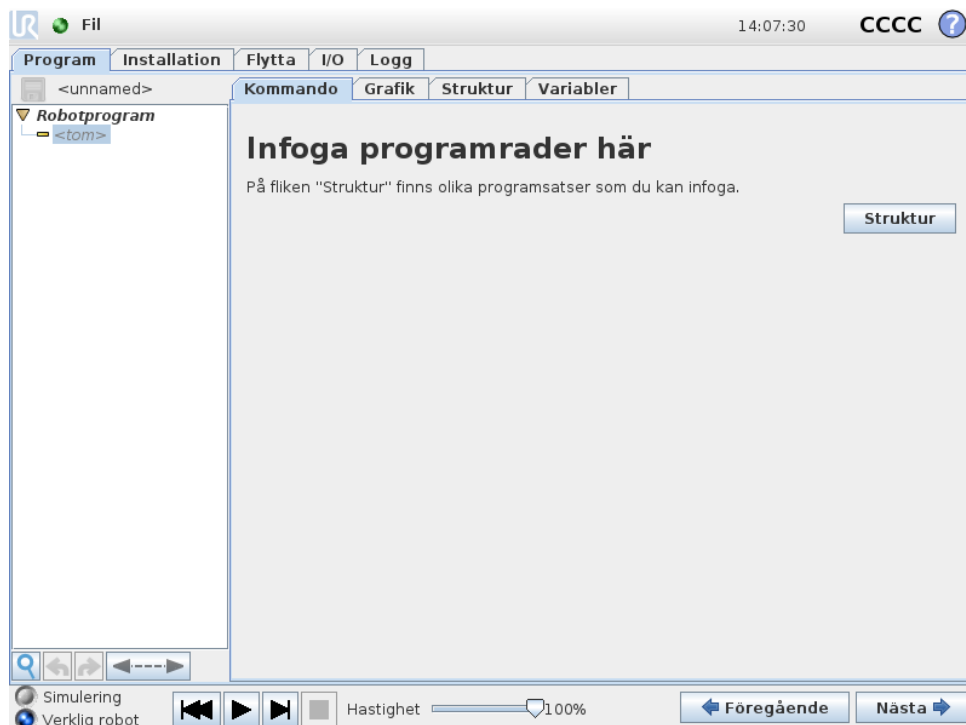 UR Fil 14:07:30 CCCC ?
Program Installation Flytta I/O Logg
<unnamed>
Kommando Grafik Struktur Variabler
Robotprogram
<tom>
Infoga programrader här
På fliken "Struktur" finns olika programsatser som du kan infoga.
Struktur
Simulering
Verklig robot
Hastighet 100%
Föregående Nästa